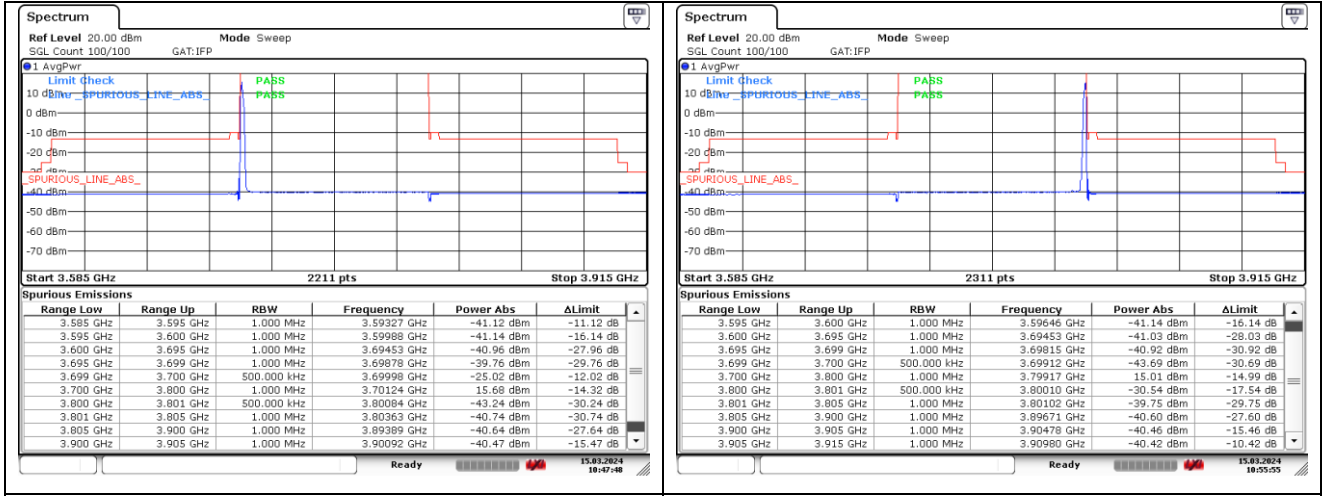 Spectrum
Ref Level 20.00 dBm Mode Sweep
SGL Count 100/100 GAT:IFP
1 AvgPwr
Limit Check PASS
Line _SPURIOUS_LINE_ABS_ PASS
10 dBm
0 dBm
-10 dBm
-20 dBm
-30 dBm
_SPURIOUS_LINE_ABS_
-40 dBm
-50 dBm
-60 dBm
-70 dBm
Start 3.585 GHz 2211 pts Stop 3.915 GHz
Spurious Emissions
Range Low Range Up RBW Frequency Power Abs ΔLimit
3.585 GHz 3.595 GHz 1.000 MHz 3.59327 GHz -41.12 dBm -11.12 dB
3.595 GHz 3.600 GHz 1.000 MHz 3.59988 GHz -41.14 dBm -16.14 dB
3.600 GHz 3.695 GHz 1.000 MHz 3.69453 GHz -40.96 dBm -27.96 dB
3.695 GHz 3.699 GHz 1.000 MHz 3.69878 GHz -39.76 dBm -29.76 dB
3.699 GHz 3.700 GHz 500.000 kHz 3.69998 GHz -25.02 dBm -12.02 dB
3.700 GHz 3.800 GHz 1.000 MHz 3.70124 GHz 15.68 dBm -14.32 dB
3.800 GHz 3.801 GHz 500.000 kHz 3.80084 GHz -43.24 dBm -30.24 dB
3.801 GHz 3.805 GHz 1.000 MHz 3.80363 GHz -40.74 dBm -30.74 dB
3.805 GHz 3.900 GHz 1.000 MHz 3.89389 GHz -40.64 dBm -27.64 dB
3.900 GHz 3.905 GHz 1.000 MHz 3.90092 GHz -40.47 dBm -15.47 dB
Ready 15.03.2024
10:47:48
Spectrum
Ref Level 20.00 dBm Mode Sweep
SGL Count 100/100 GAT:IFP
1 AvgPwr
Limit Check PASS
Line _SPURIOUS_LINE_ABS_ PASS
10 dBm
0 dBm
-10 dBm
-20 dBm
-30 dBm
_SPURIOUS_LINE_ABS_
-40 dBm
-50 dBm
-60 dBm
-70 dBm
Start 3.585 GHz 2311 pts Stop 3.915 GHz
Spurious Emissions
Range Low Range Up RBW Frequency Power Abs ΔLimit
3.595 GHz 3.600 GHz 1.000 MHz 3.59646 GHz -41.14 dBm -16.14 dB
3.600 GHz 3.695 GHz 1.000 MHz 3.69453 GHz -41.03 dBm -28.03 dB
3.695 GHz 3.699 GHz 1.000 MHz 3.69815 GHz -40.92 dBm -30.92 dB
3.699 GHz 3.700 GHz 500.000 kHz 3.69912 GHz -43.69 dBm -30.69 dB
3.700 GHz 3.800 GHz 1.000 MHz 3.79917 GHz 15.01 dBm -14.99 dB
3.800 GHz 3.801 GHz 500.000 kHz 3.80010 GHz -30.54 dBm -17.54 dB
3.801 GHz 3.805 GHz 1.000 MHz 3.80102 GHz -39.75 dBm -29.75 dB
3.805 GHz 3.900 GHz 1.000 MHz 3.89671 GHz -40.60 dBm -27.60 dB
3.900 GHz 3.905 GHz 1.000 MHz 3.90478 GHz -40.46 dBm -15.46 dB
3.905 GHz 3.915 GHz 1.000 MHz 3.90980 GHz -40.42 dBm -10.42 dB
Ready 15.03.2024
10:55:55